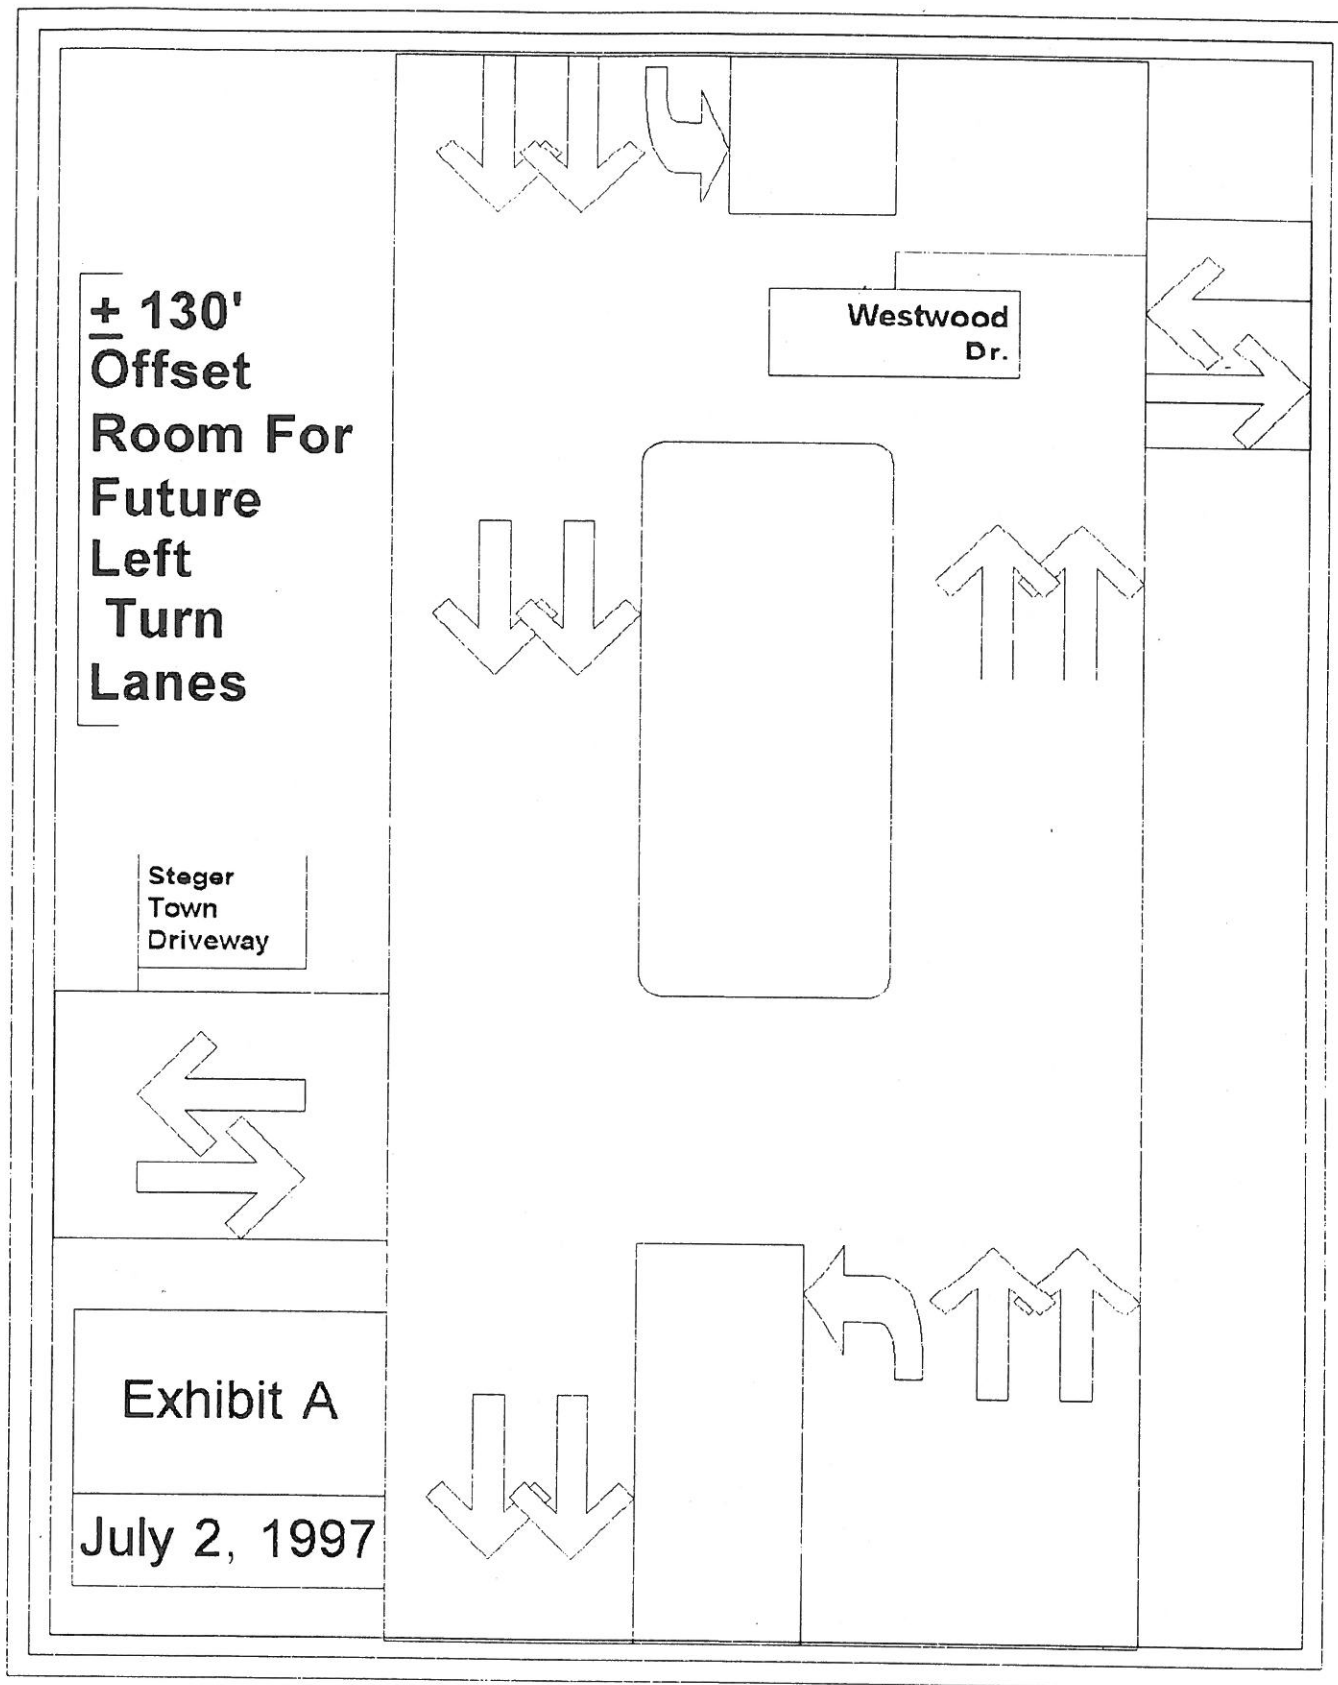 ± 130'
Offset
Room For
Future
Left
Turn
Lanes
Westwood
Dr.
Steger
Town
Driveway
Exhibit A
July 2, 1997